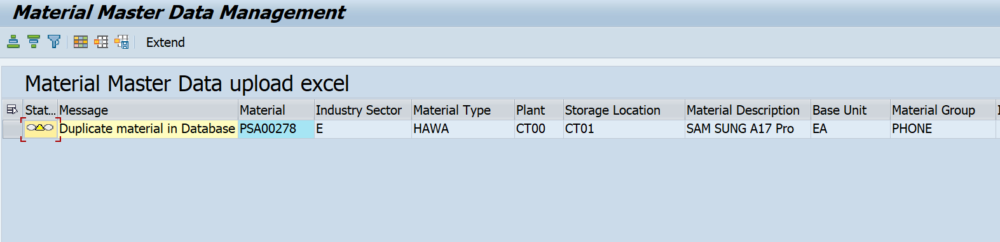 Material Master Data Management
Extend
Material Master Data upload excel
Stat... Message Material Industry Sector Material Type Plant Storage Location Material Description Base Unit Material Group
Duplicate material in Database PSA00278 E HAWA CT00 CT01 SAM SUNG A17 Pro EA PHONE